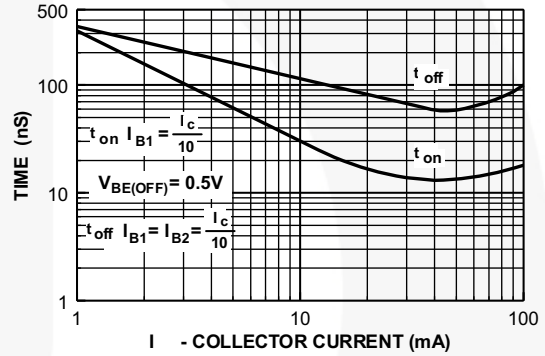 500
100
10
1
TIME (nS)
t off
t on
t on I B1 = I c / 10
V BE(OFF) = 0.5V
t off I B1 = I B2 = I c / 10
1 10 100
I - COLLECTOR CURRENT (mA)